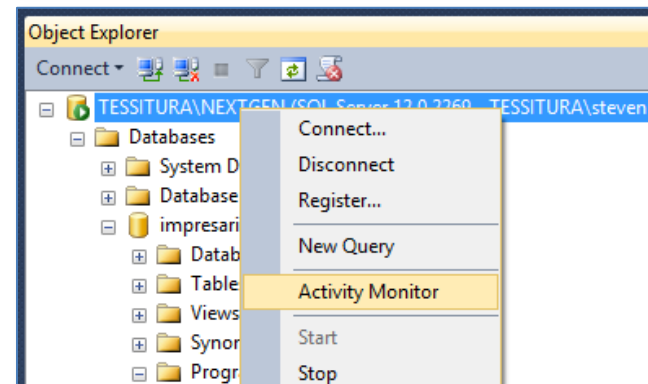 Object Explorer
Connect
TESSITURA\NEXTGEN (SQL Server 12.0.2269 - TESSITURA\steven
Databases
System D
Database
impresari
Datab
Table
Views
Synor
Progr
Connect...
Disconnect
Register...
New Query
Activity Monitor
Start
Stop